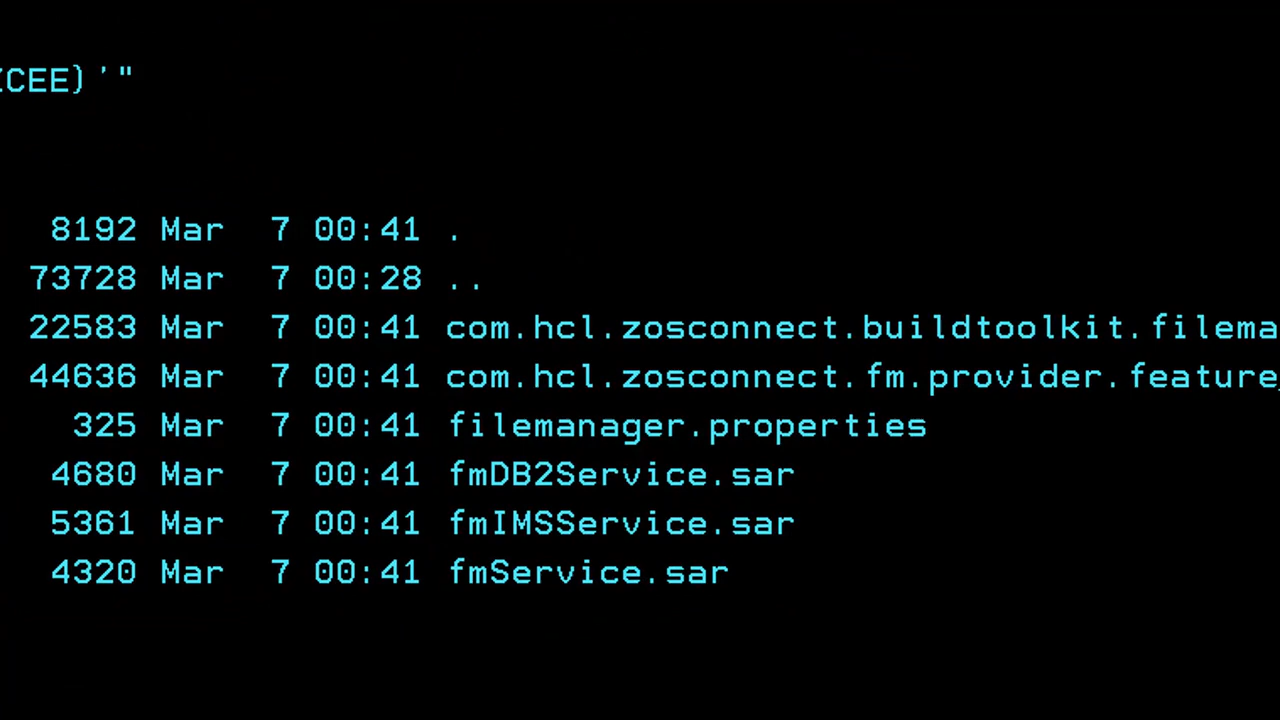 CEE)'"
8192 Mar  7 00:41 .
73728 Mar  7 00:28 ..
22583 Mar  7 00:41 com.hcl.zosconnect.buildtoolkit.filema
44636 Mar  7 00:41 com.hcl.zosconnect.fm.provider.feature_
325 Mar  7 00:41 filemanager.properties
4680 Mar  7 00:41 fmDB2Service.sar
5361 Mar  7 00:41 fmIMSService.sar
4320 Mar  7 00:41 fmService.sar